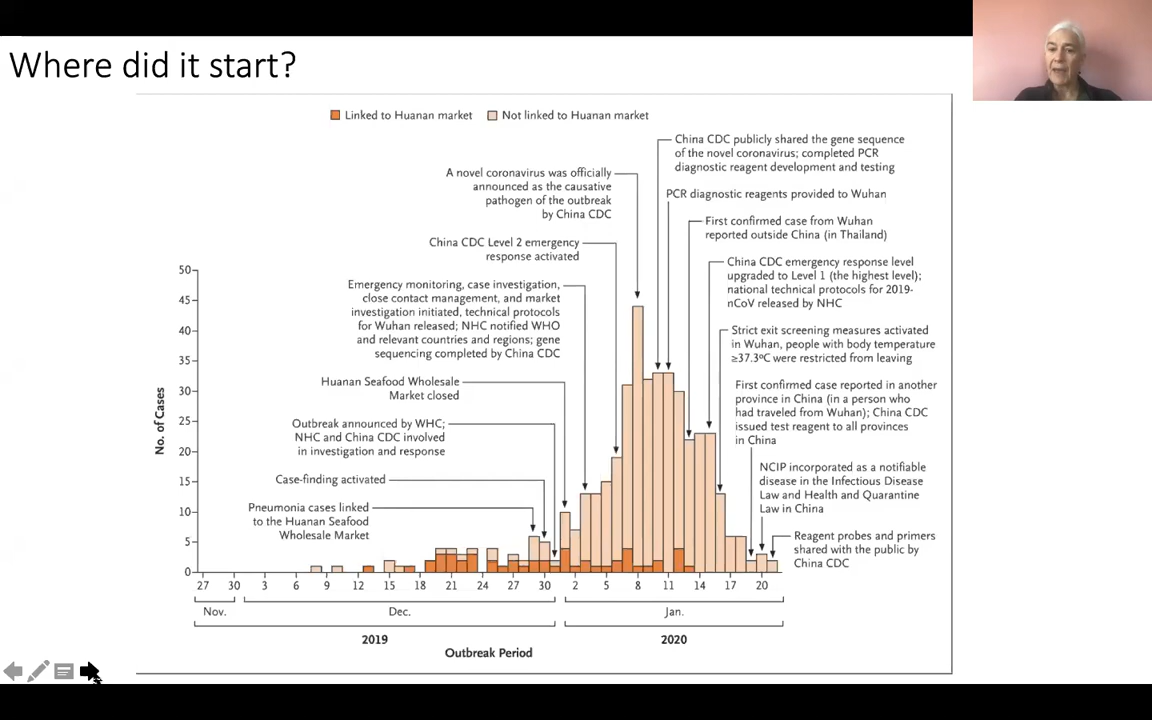 Where did it start?
Linked to Huanan market
Not linked to Huanan market
China CDC publicly shared the gene sequence
of the novel coronavirus; completed PCR
diagnostic reagent development and testing
A novel coronavirus was officially
announced as the causative
pathogen of the outbreak
by China CDC
PCR diagnostic reagents provided to Wuhan
First confirmed case from Wuhan
reported outside China (in Thailand)
China CDC Level 2 emergency
response activated
China CDC emergency response level
upgraded to Level 1 (the highest level);
national technical protocols for 2019-
nCoV released by NHC
Emergency monitoring, case investigation,
close contact management, and market
investigation initiated, technical protocols
for Wuhan released; NHC notified WHO
and relevant countries and regions; gene
sequencing completed by China CDC
Strict exit screening measures activated
in Wuhan, people with body temperature
≥37.3ºC were restricted from leaving
Huanan Seafood Wholesale
Market closed
First confirmed case reported in another
province in China (in a person who
had traveled from Wuhan); China CDC
issued test reagent to all provinces
in China
Outbreak announced by WHC;
NHC and China CDC involved
in investigation and response
NCIP incorporated as a notifiable
disease in the Infectious Disease
Law and Health and Quarantine
Law in China
Case-finding activated
Pneumonia cases linked
to the Huanan Seafood
Wholesale Market
Reagent probes and primers
shared with the public by
China CDC
No. of Cases
50
45
40
35
30
25
20
15
10
5
0
27 30 3 6 9 12 15 18 21 24 27 30 2 5 8 11 14 17 20
Nov. Dec. Jan.
2019 2020
Outbreak Period